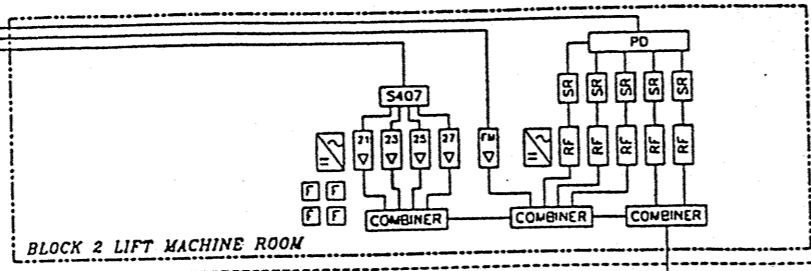 PD
SR SR SR SR SR
S407
21 23 25 27 FM
RF RF RF RF RF
F F
F F
COMBINER COMBINER COMBINER
BLOCK 2 LIFT MACHINE ROOM